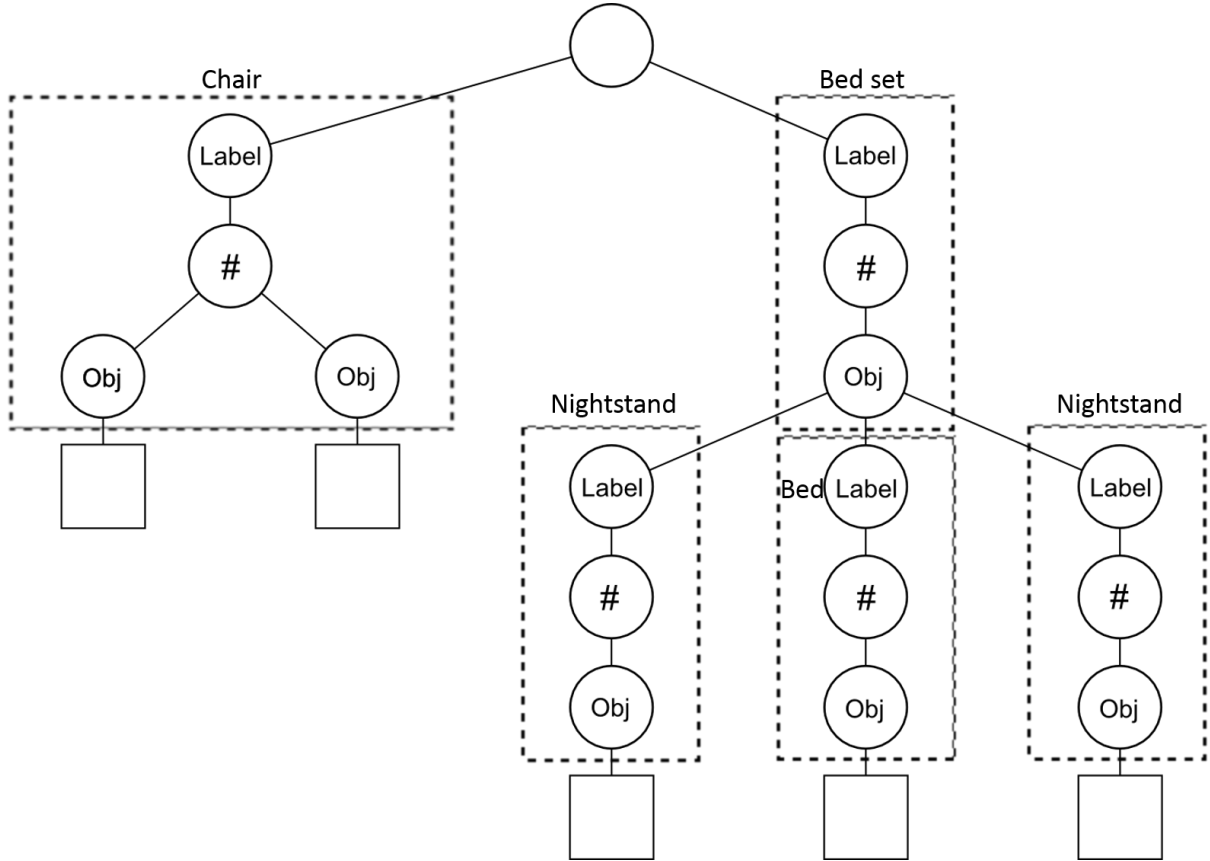 Chair
Bed set
Label
Label
#
#
Obj
Obj
Obj
Nightstand
Nightstand
Label
Bed
Label
Label
#
#
#
Obj
Obj
Obj